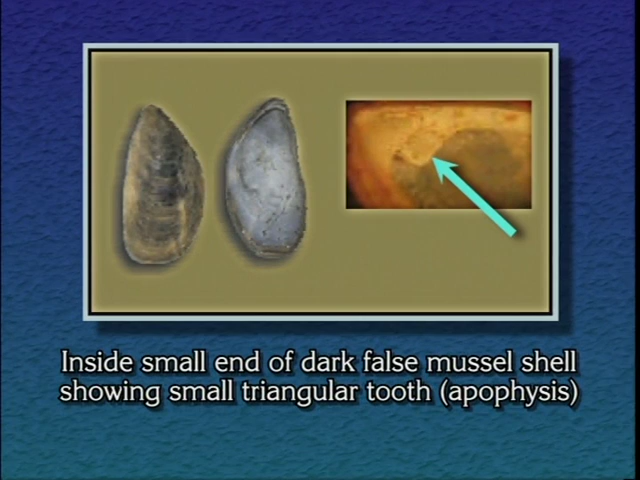 Inside small end of dark false mussel shell
showing small triangular tooth (apophysis)